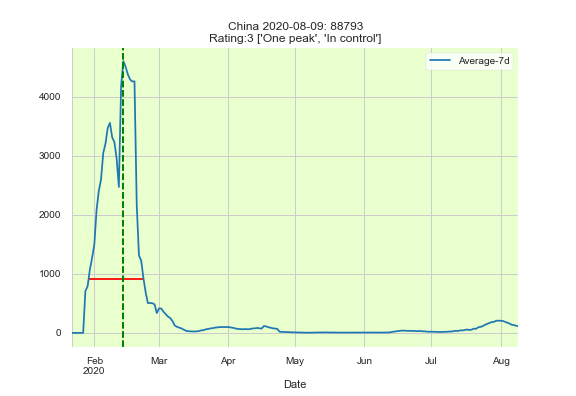 China 2020-08-09: 88793
Rating:3 ['One peak', 'In control']
Average-7d
4000
3000
2000
1000
0
Feb
2020
Mar
Apr
May
Jun
Jul
Aug
Date